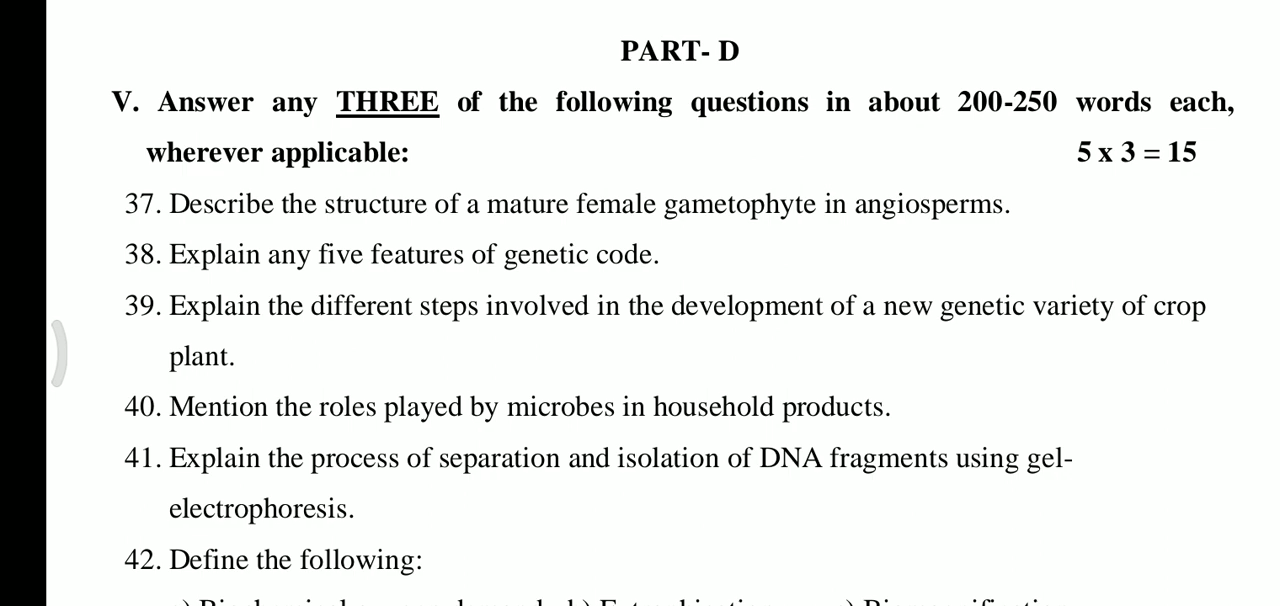 PART- D
V. Answer any THREE of the following questions in about 200-250 words each,
wherever applicable: 5 x 3 = 15
37. Describe the structure of a mature female gametophyte in angiosperms.
38. Explain any five features of genetic code.
39. Explain the different steps involved in the development of a new genetic variety of crop
plant.
40. Mention the roles played by microbes in household products.
41. Explain the process of separation and isolation of DNA fragments using gel-
electrophoresis.
42. Define the following: